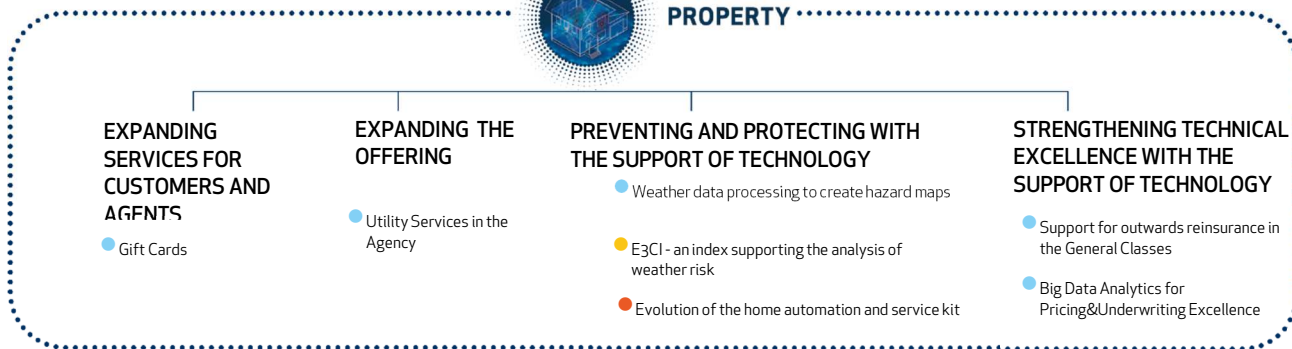 PROPERTY
EXPANDING
SERVICES FOR
CUSTOMERS AND
AGENTS
Gift Cards
EXPANDING THE
OFFERING
Utility Services in the
Agency
PREVENTING AND PROTECTING WITH
THE SUPPORT OF TECHNOLOGY
Weather data processing to create hazard maps
E3CI - an index supporting the analysis of
weather risk
Evolution of the home automation and service kit
STRENGTHENING TECHNICAL
EXCELLENCE WITH THE
SUPPORT OF TECHNOLOGY
Support for outwards reinsurance in
the General Classes
Big Data Analytics for
Pricing&Underwriting Excellence